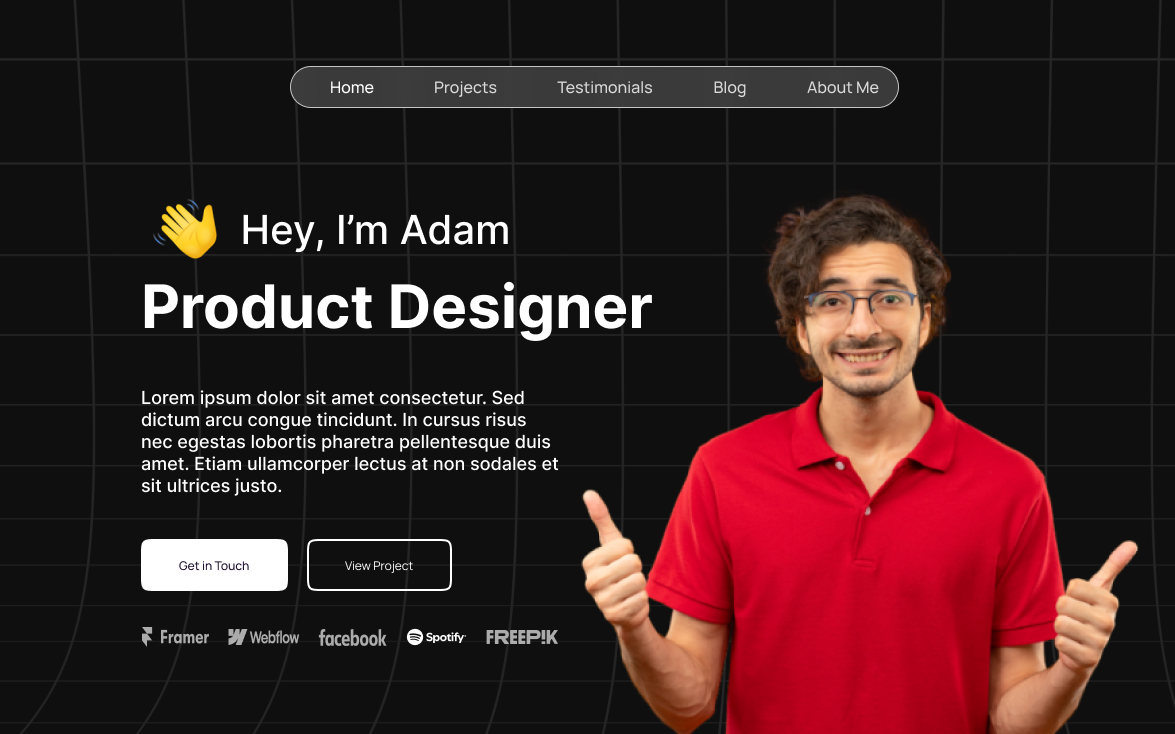 Home Projects Testimonials Blog About Me
Hey, I’m Adam
Product Designer
Lorem ipsum dolor sit amet consectetur. Sed
dictum arcu congue tincidunt. In cursus risus
nec egestas lobortis pharetra pellentesque duis
amet. Etiam ullamcorper lectus at non sodales et
sit ultrices justo.
Get in Touch View Project
Framer Webflow facebook Spotify FREEP!K